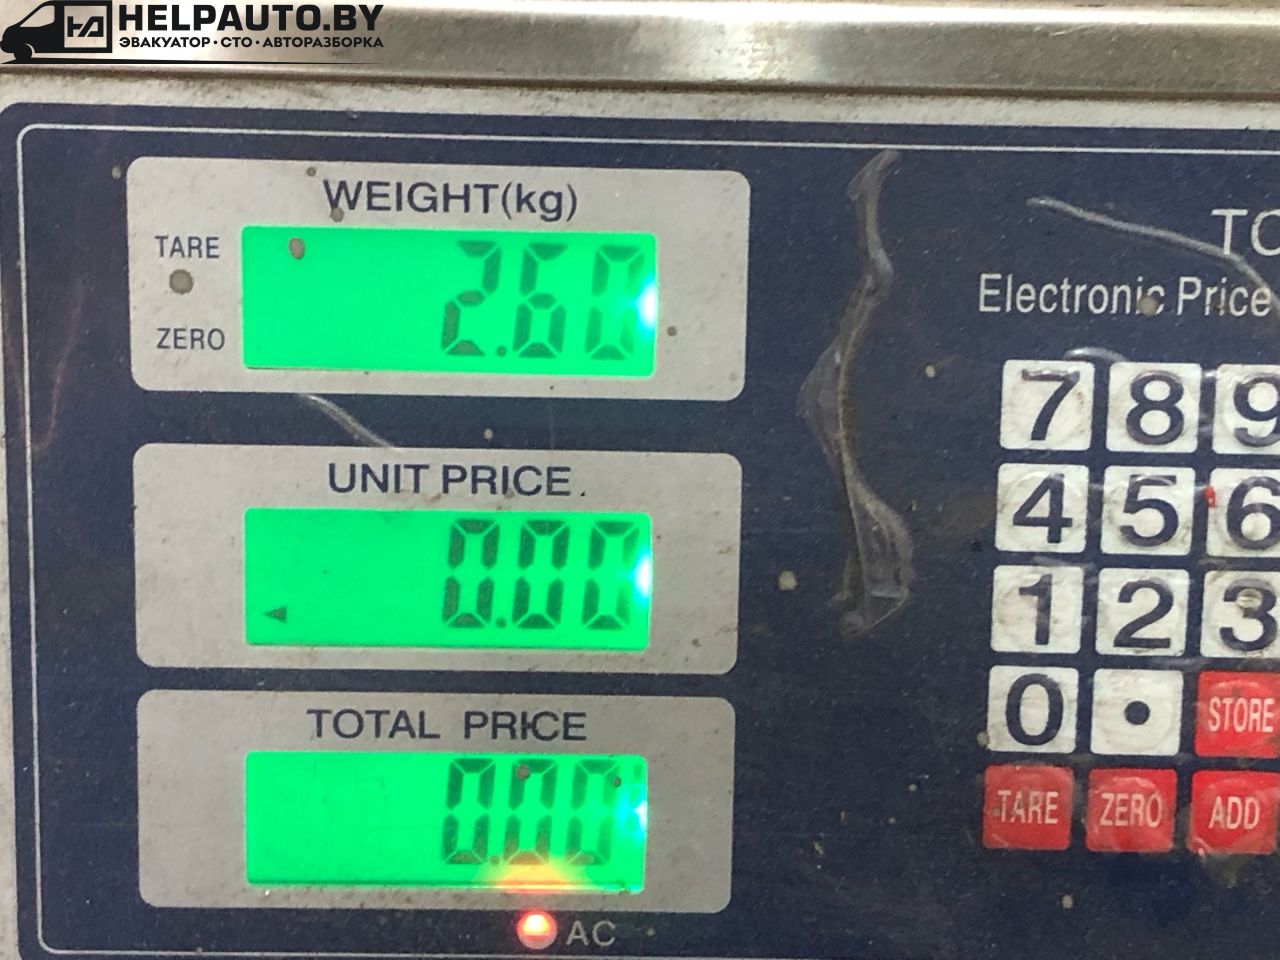 HELPAUTO.BY
ЭВАКУАТОР•СТО•АВТОРАЗБОРКА
WEIGHT(kg)
TARE
ZERO
2.60
UNIT PRICE
0.00
TOTAL PRICE
0.00
AC
Electronic Price
7 8 9
4 5 6
1 2 3
0 • STORE
TARE ZERO ADD